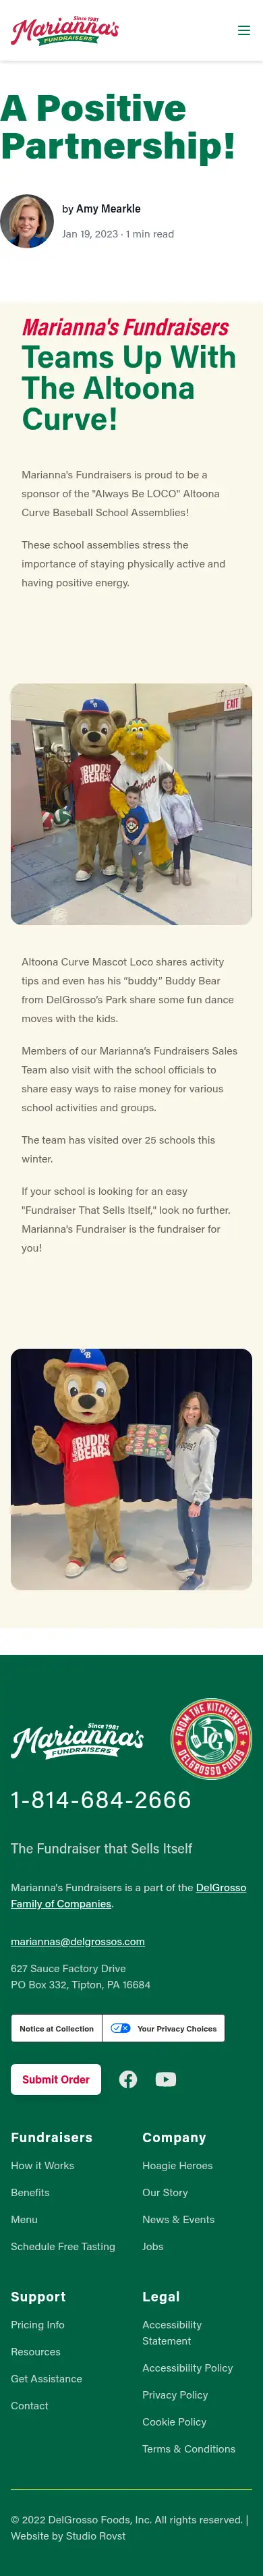 Since 1981
Marianna's
FUNDRAISERS
A Positive
Partnership!
by Amy Mearkle
Jan 19, 2023 · 1 min read
Marianna's Fundraisers
Teams Up With
The Altoona
Curve!
Marianna's Fundraisers is proud to be a
sponsor of the "Always Be LOCO" Altoona
Curve Baseball School Assemblies!
These school assemblies stress the
importance of staying physically active and
having positive energy.
EXIT
BUDDY
BEAR
Curve
Altoona Curve Mascot Loco shares activity
tips and even has his "buddy" Buddy Bear
from DelGrosso's Park share some fun dance
moves with the kids.
Members of our Marianna's Fundraisers Sales
Team also visit with the school officials to
share easy ways to raise money for various
school activities and groups.
The team has visited over 25 schools this
winter.
If your school is looking for an easy
"Fundraiser That Sells Itself," look no further.
Marianna's Fundraiser is the fundraiser for
you!
BB
BUDDY
BEAR
Since 1981
Marianna's
FUNDRAISERS
FROM THE KITCHENS OF
DG
DELGROSSO FOODS
1-814-684-2666
The Fundraiser that Sells Itself
Marianna's Fundraisers is a part of the DelGrosso
Family of Companies.
mariannas@delgrossos.com
627 Sauce Factory Drive
PO Box 332, Tipton, PA 16684
Notice at Collection
Your Privacy Choices
Submit Order
Fundraisers
How it Works
Benefits
Menu
Schedule Free Tasting
Company
Hoagie Heroes
Our Story
News & Events
Jobs
Support
Pricing Info
Resources
Get Assistance
Contact
Legal
Accessibility
Statement
Accessibility Policy
Privacy Policy
Cookie Policy
Terms & Conditions
© 2022 DelGrosso Foods, Inc. All rights reserved. |
Website by Studio Rovst